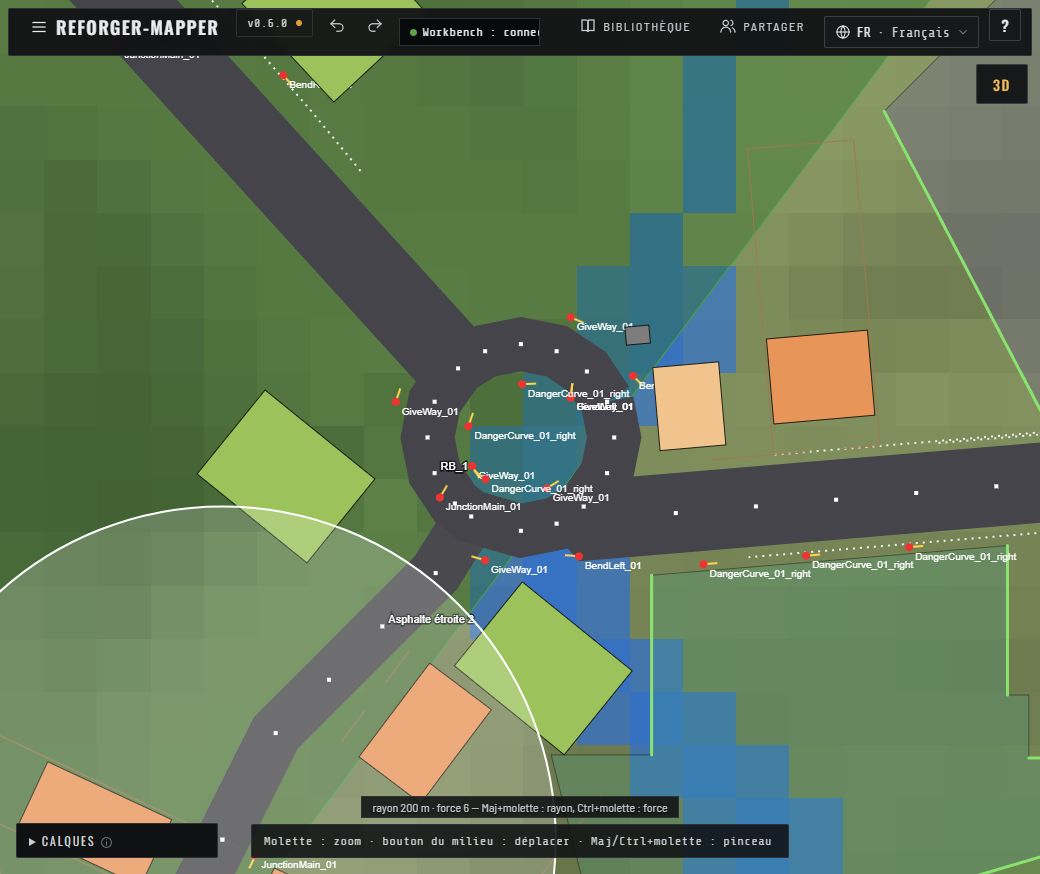 REFORGER-MAPPER
v0.6.0
Workbench : conne
BIBLIOTHÈQUE
PARTAGER
FR · Français
?
3D
JunctionMain_01
GiveWay_01
DangerCurve_01_right
GiveWay_01
DangerCurve_01_right
RB_1
GiveWay_01
DangerCurve_01_right
GiveWay_01
JunctionMain_01
GiveWay_01
BendLeft_01
DangerCurve_01_right
DangerCurve_01_right
DangerCurve_01_right
Asphalte étroite 2
rayon 200 m · force 6 — Maj+molette : rayon, Ctrl+molette : force
CALQUES
Molette : zoom · bouton du milieu : déplacer · Maj/Ctrl+molette : pinceau
JunctionMain_01